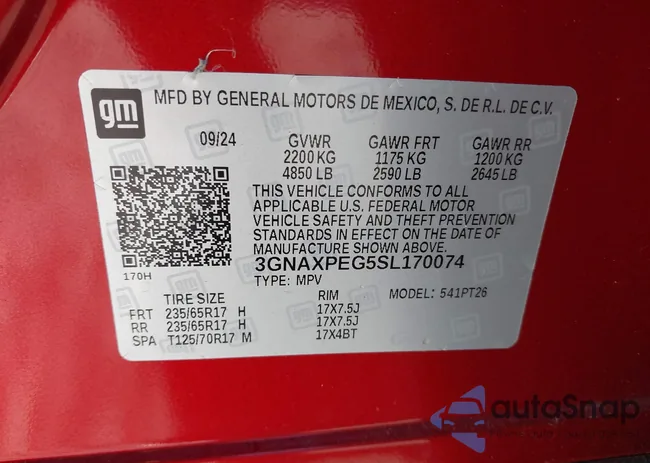 gm
MFD BY GENERAL MOTORS DE MEXICO, S. DE R.L. DE C.V.
09/24 GVWR GAWR FRT GAWR RR
2200 KG 1175 KG 1200 KG
4850 LB 2590 LB 2645 LB
THIS VEHICLE CONFORMS TO ALL
APPLICABLE U.S. FEDERAL MOTOR
VEHICLE SAFETY AND THEFT PREVENTION
STANDARDS IN EFFECT ON THE DATE OF
MANUFACTURE SHOWN ABOVE.
170H
3GNAXPEG5SL170074
TYPE: MPV MODEL: 541PT26
TIRE SIZE RIM
FRT 235/65R17 H 17X7.5J
RR 235/65R17 H 17X7.5J
SPA T125/70R17 M 17X4BT
autoSnap